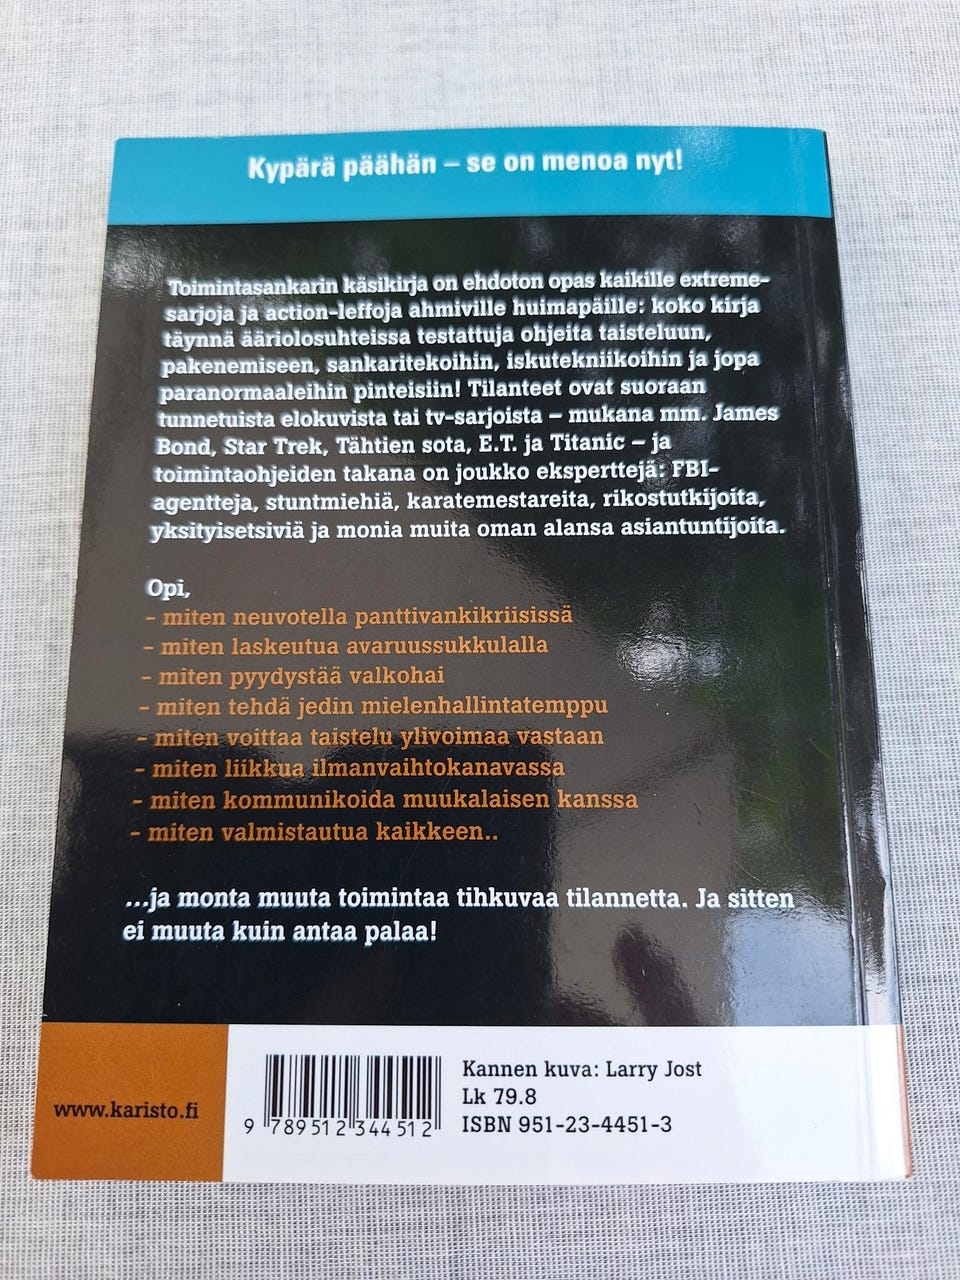 Kypärä päähän – se on menoa nyt!
Toimintasankarin käsikirja on ehdoton opas kaikille extreme-
sarjoja ja action-leffoja ahmiville huimapäille: koko kirja
täynnä ääriolosuhteissa testattuja ohjeita taisteluun,
pakenemiseen, sankaritekoihin, iskutekniikoihin ja jopa
paranormaaleihin pinteisiin! Tilanteet ovat suoraan
tunnetuista elokuvista tai tv-sarjoista – mukana mm. James
Bond, Star Trek, Tähtien sota, E.T. ja Titanic – ja
toimintaohjeiden takana on joukko eksperttejä: FBI-
agentteja, stuntmiehiä, karatemestareita, rikostutkijoita,
yksityisetsiviä ja monia muita oman alansa asiantuntijoita.
Opi,
– miten neuvotella panttivankikriisissä
– miten laskeutua avaruussukkulalla
– miten pyydystää valkohai
– miten tehdä jedin mielenhallintatemppu
– miten voittaa taistelu ylivoimaa vastaan
– miten liikkua ilmanvaihtokanavassa
– miten kommunikoida muukalaisen kanssa
– miten valmistautua kaikkeen..
...ja monta muuta toimintaa tihkuvaa tilannetta. Ja sitten
ei muuta kuin antaa palaa!
www.karisto.fi
9 789512 344512
Kannen kuva: Larry Jost
Lk 79.8
ISBN 951-23-4451-3